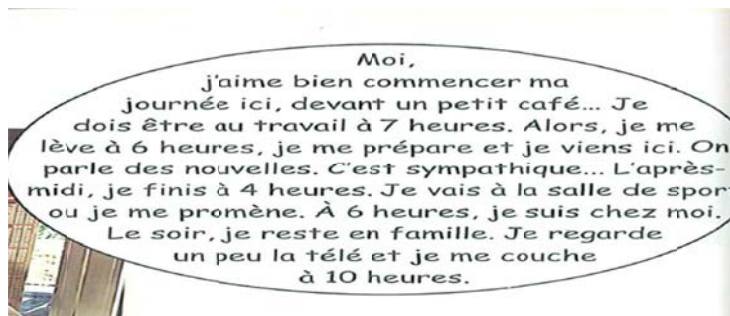 Moi,
j'aime bien commencer ma
journée ici, devant un petit café... Je
dois être au travail à 7 heures. Alors, je me
lève à 6 heures, je me prépare et je viens ici. On
parle des nouvelles. C'est sympathique... L'après-
midi, je finis à 4 heures. Je vais à la salle de sport
ou je me promène. À 6 heures, je suis chez moi.
Le soir, je reste en famille. Je regarde
un peu la télé et je me couche
à 10 heures.